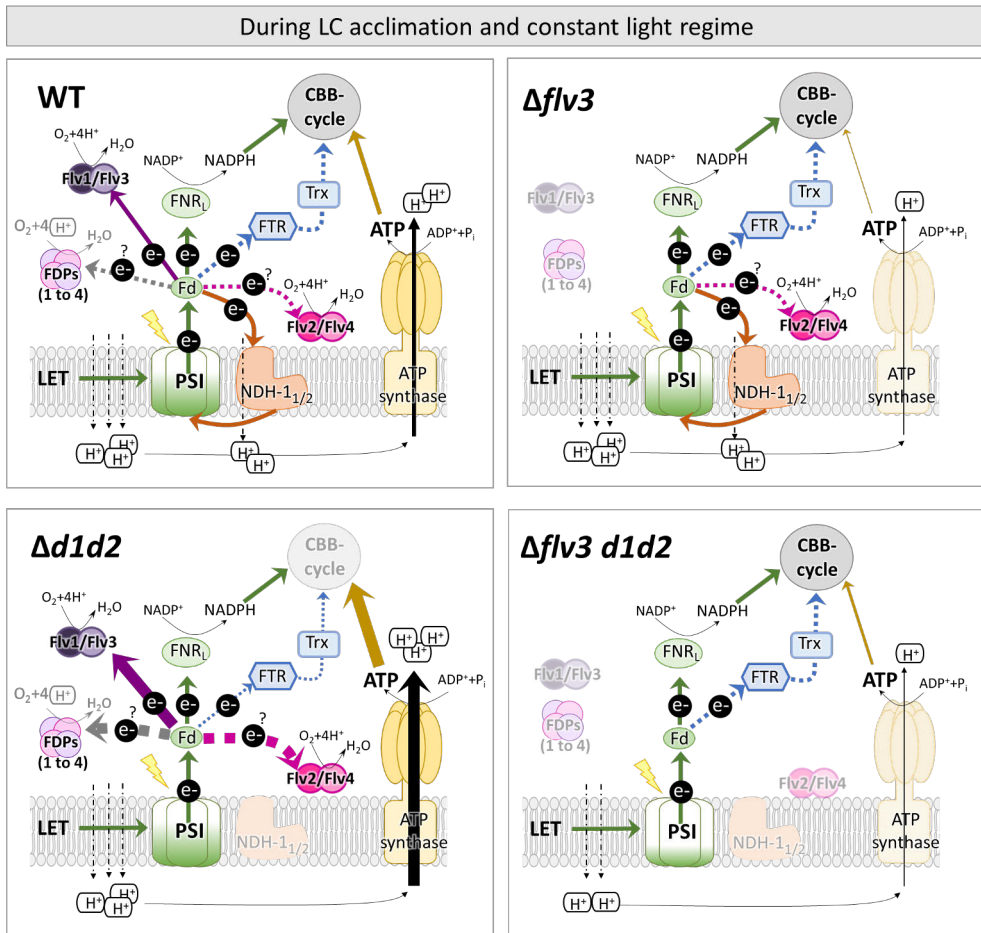 During LC acclimation and constant light regime
WT
O₂+4H⁺
H₂O
Flv1/Flv3
O₂+4 H⁺
H₂O
FDPs
(1 to 4)
?
e-
e-
e-
e-
e-
?
e-
e-
NADP⁺
NADPH
FNR_L
CBB-
cycle
Trx
FTR
Fd
O₂+4H⁺
H₂O
Flv2/Flv4
ATP
ADP⁺+Pᵢ
H⁺
H⁺
LET
PSI
NDH-1₁/₂
ATP
synthase
H⁺
H⁺
H⁺
H⁺
H⁺
Δflv3
Flv1/Flv3
FDPs
(1 to 4)
NADP⁺
NADPH
FNR_L
CBB-
cycle
Trx
FTR
Fd
e-
e-
?
e-
e-
e-
O₂+4H⁺
H₂O
Flv2/Flv4
ATP
ADP⁺+Pᵢ
H⁺
LET
PSI
NDH-1₁/₂
ATP
synthase
H⁺
H⁺
H⁺
H⁺
H⁺
Δd1d2
O₂+4H⁺
H₂O
Flv1/Flv3
O₂+4 H⁺
H₂O
FDPs
(1 to 4)
?
e-
e-
e-
e-
?
e-
e-
NADP⁺
NADPH
FNR_L
CBB-
cycle
Trx
FTR
Fd
O₂+4H⁺
H₂O
Flv2/Flv4
ATP
ADP⁺+Pᵢ
H⁺
H⁺
H⁺
LET
PSI
NDH-1₁/₂
ATP
synthase
H⁺
H⁺
H⁺
Δflv3 d1d2
Flv1/Flv3
FDPs
(1 to 4)
NADP⁺
NADPH
FNR_L
CBB-
cycle
Trx
FTR
Fd
e-
e-
e-
Flv2/Flv4
ATP
ADP⁺+Pᵢ
H⁺
LET
PSI
NDH-1₁/₂
ATP
synthase
H⁺
H⁺